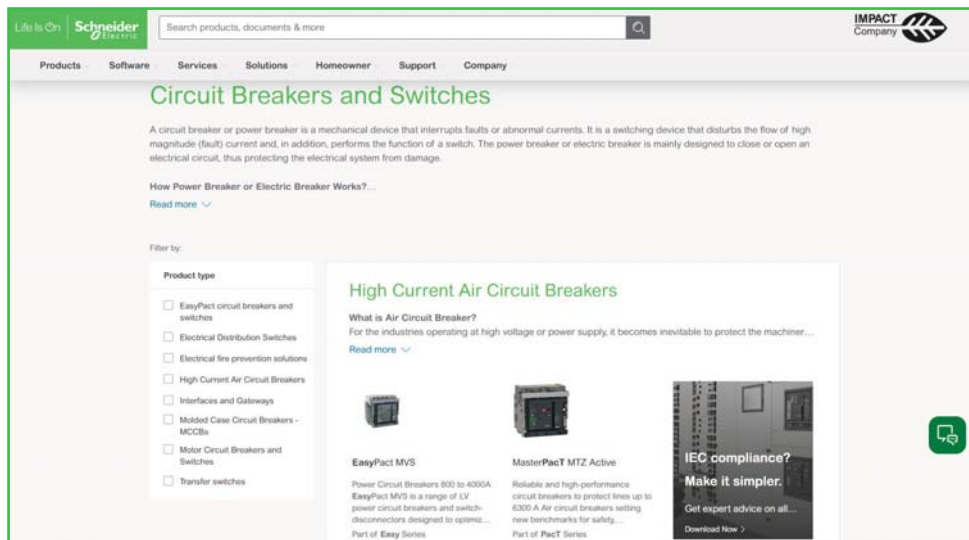 Life Is On | Schneider
Electric
Search products, documents & more
IMPACT
Company
Products Software Services Solutions Homeowner Support Company
Circuit Breakers and Switches
A circuit breaker or power breaker is a mechanical device that interrupts faults or abnormal currents. It is a switching device that disturbs the flow of high
magnitude (fault) current and, in addition, performs the function of a switch. The power breaker or electric breaker is mainly designed to close or open an
electrical circuit, thus protecting the electrical system from damage.
How Power Breaker or Electric Breaker Works?...
Read more
Filter by:
Product type
EasyPact circuit breakers and
switches
Electrical Distribution Switches
Electrical fire prevention solutions
High Current Air Circuit Breakers
Interfaces and Gateways
Molded Case Circuit Breakers -
MCCBs
Motor Circuit Breakers and
Switches
Transfer switches
High Current Air Circuit Breakers
What is Air Circuit Breaker?
For the industries operating at high voltage or power supply, it becomes inevitable to protect the machiner...
Read more
EasyPact MVS
Power Circuit Breakers 800 to 4000A
EasyPact MVS is a range of LV
power circuit breakers and switch-
disconnectors designed to optimiz...
Part of Easy Series
MasterPacT MTZ Active
Reliable and high-performance
circuit breakers to protect lines up to
6300 A Air circuit breakers setting
new benchmarks for safety,...
Part of PacT Series
IEC compliance?
Make it simpler.
Get expert advice on all...
Download Now >